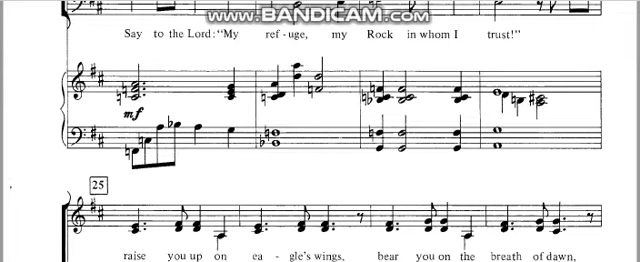 www.BANDICAM.com
Say to the Lord: "My ref-uge, my Rock in whom I trust!"
mf
25
raise you up on ea - gle's wings, bear you on the breath of dawn,